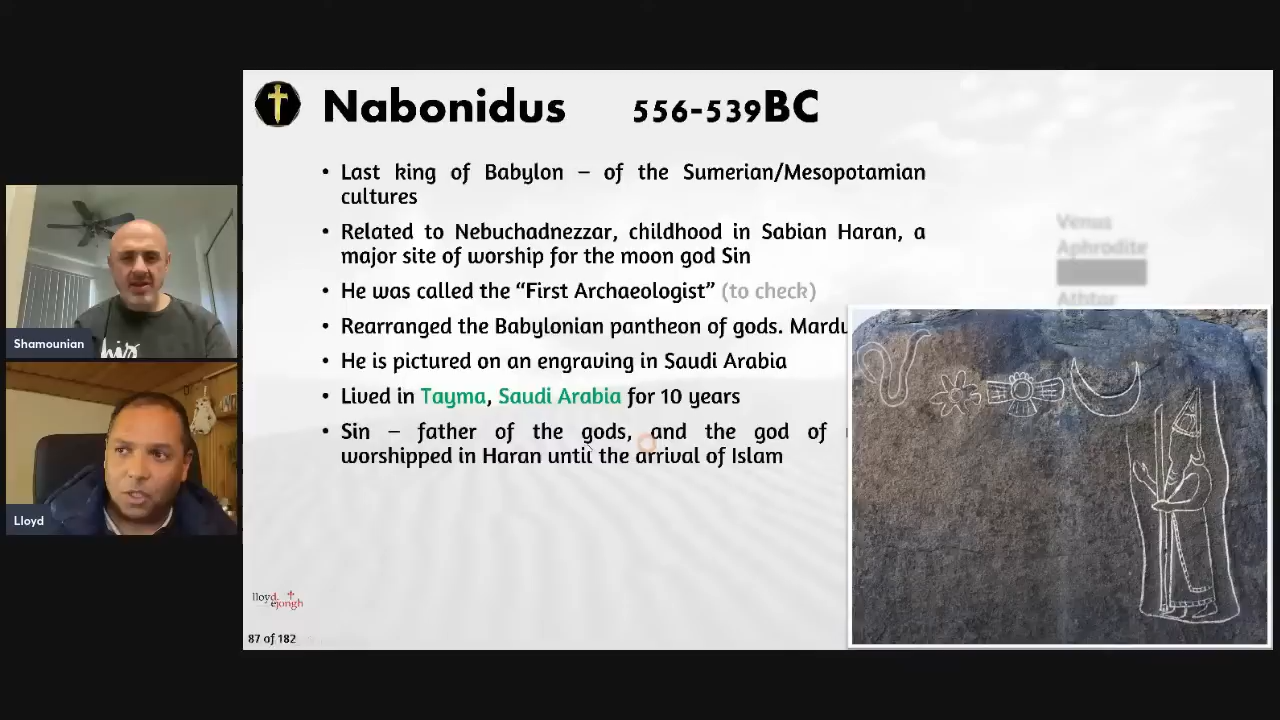 Nabonidus 556-539BC
• Last king of Babylon – of the Sumerian/Mesopotamian
cultures
• Related to Nebuchadnezzar, childhood in Sabian Haran, a
major site of worship for the moon god Sin
• He was called the “First Archaeologist” (to check)
• Rearranged the Babylonian pantheon of gods. Mardu
• He is pictured on an engraving in Saudi Arabia
• Lived in Tayma, Saudi Arabia for 10 years
• Sin – father of the gods, and the god of
worshipped in Haran until the arrival of Islam
Venus
Aphrodite
Athtar
Shamounian
his
Lloyd
lloyd
dejongh
87 of 182